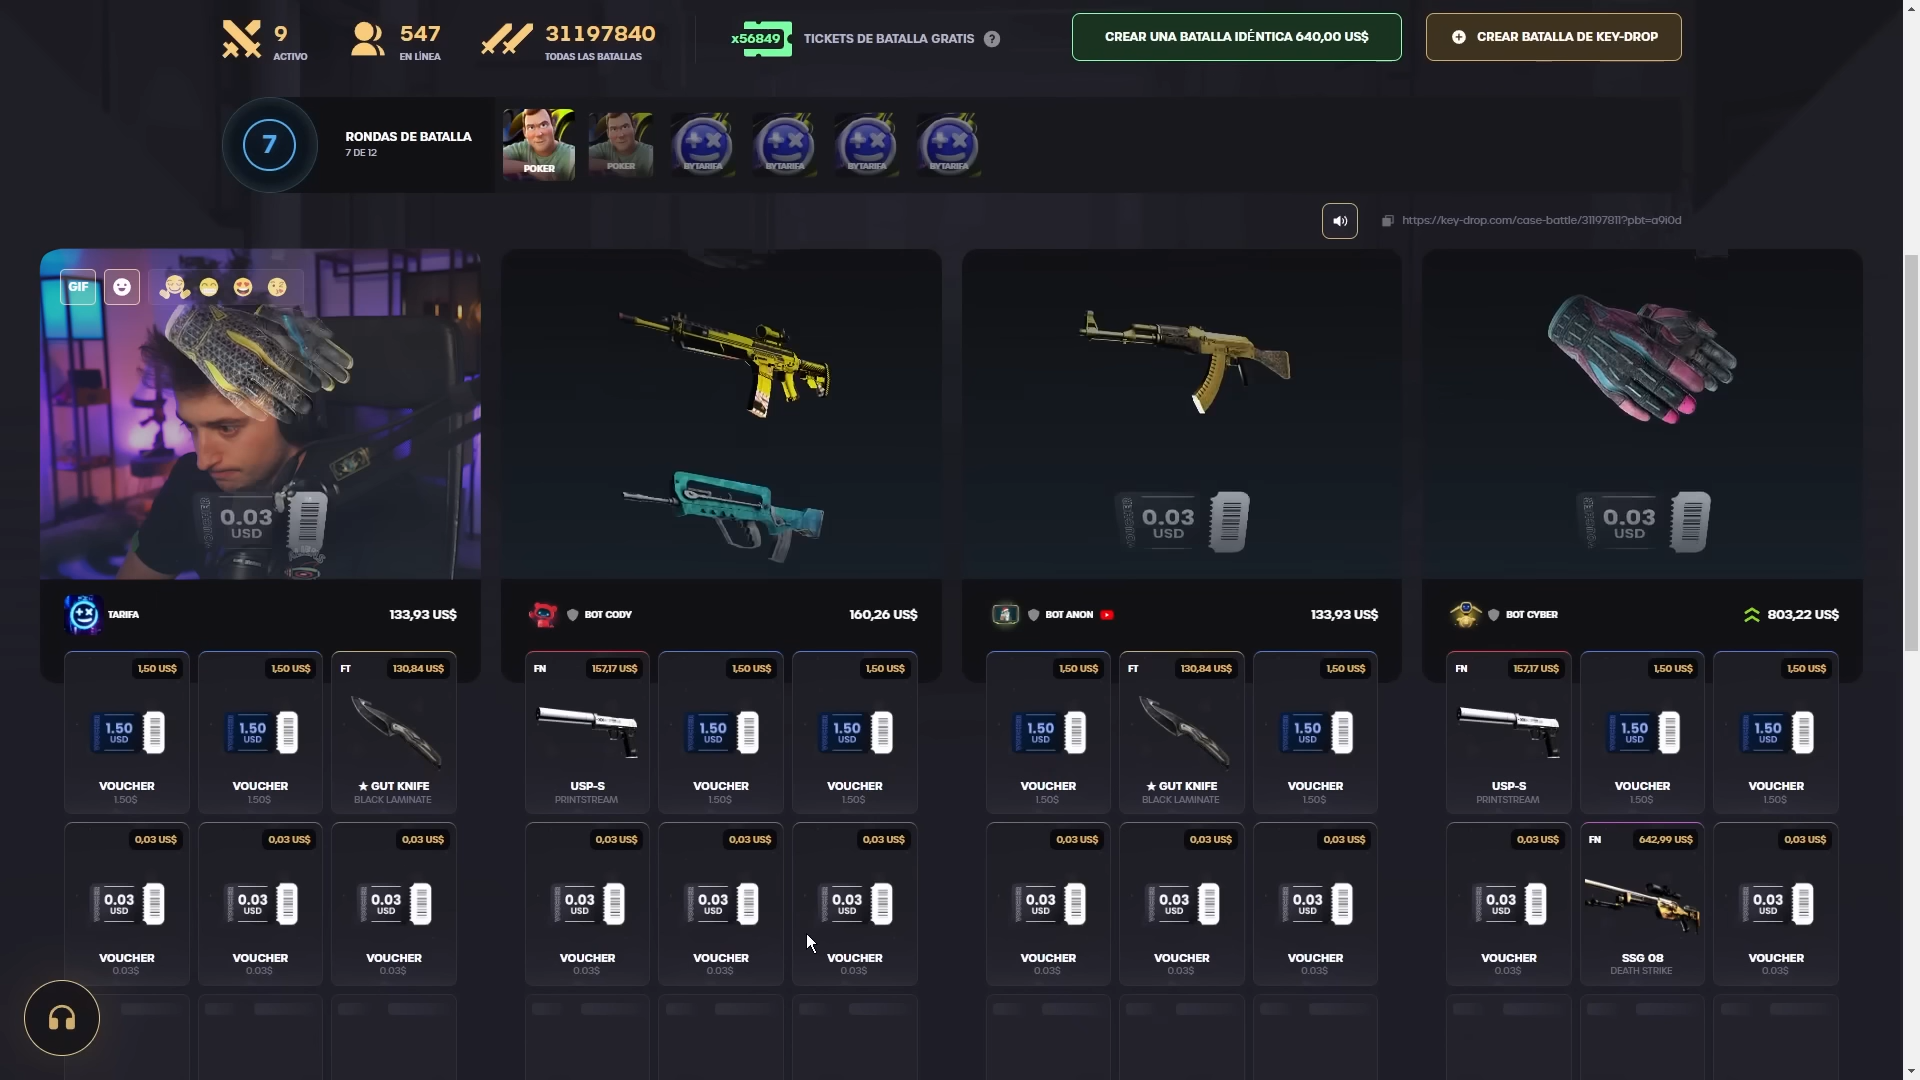 9
ACTIVO
547
EN LÍNEA
31197840
TODAS LAS BATALLAS
x56849
TICKETS DE BATALLA GRATIS
?
CREAR UNA BATALLA IDÉNTICA 640,00 US$
CREAR BATALLA DE KEY-DROP
7
RONDAS DE BATALLA
7 DE 12
POKER
POKER
BYTARIFA
BYTARIFA
BYTARIFA
BYTARIFA
https://key-drop.com/case-battle/31197811?pbt=a9i0d
GIF
0.03
USD
0.03
USD
0.03
USD
TARIFA
133,93 US$
BOT CODY
160,26 US$
BOT ANON
133,93 US$
BOT CYBER
803,22 US$
1,50 US$
1.50
USD
VOUCHER
1.50$
1,50 US$
1.50
USD
VOUCHER
1.50$
FT
130,84 US$
★ GUT KNIFE
BLACK LAMINATE
FN
157,17 US$
USP-S
PRINTSTREAM
1,50 US$
1.50
USD
VOUCHER
1.50$
1,50 US$
1.50
USD
VOUCHER
1.50$
1,50 US$
1.50
USD
VOUCHER
1.50$
FT
130,84 US$
★ GUT KNIFE
BLACK LAMINATE
1,50 US$
1.50
USD
VOUCHER
1.50$
FN
157,17 US$
USP-S
PRINTSTREAM
1,50 US$
1.50
USD
VOUCHER
1.50$
1,50 US$
1.50
USD
VOUCHER
1.50$
0,03 US$
0.03
USD
VOUCHER
0.03$
0,03 US$
0.03
USD
VOUCHER
0.03$
0,03 US$
0.03
USD
VOUCHER
0.03$
0,03 US$
0.03
USD
VOUCHER
0.03$
0,03 US$
0.03
USD
VOUCHER
0.03$
0,03 US$
0.03
USD
VOUCHER
0.03$
0,03 US$
0.03
USD
VOUCHER
0.03$
0,03 US$
0.03
USD
VOUCHER
0.03$
0,03 US$
0.03
USD
VOUCHER
0.03$
0,03 US$
0.03
USD
VOUCHER
0.03$
FN
642,99 US$
SSG 08
DEATH STRIKE
0,03 US$
0.03
USD
VOUCHER
0.03$